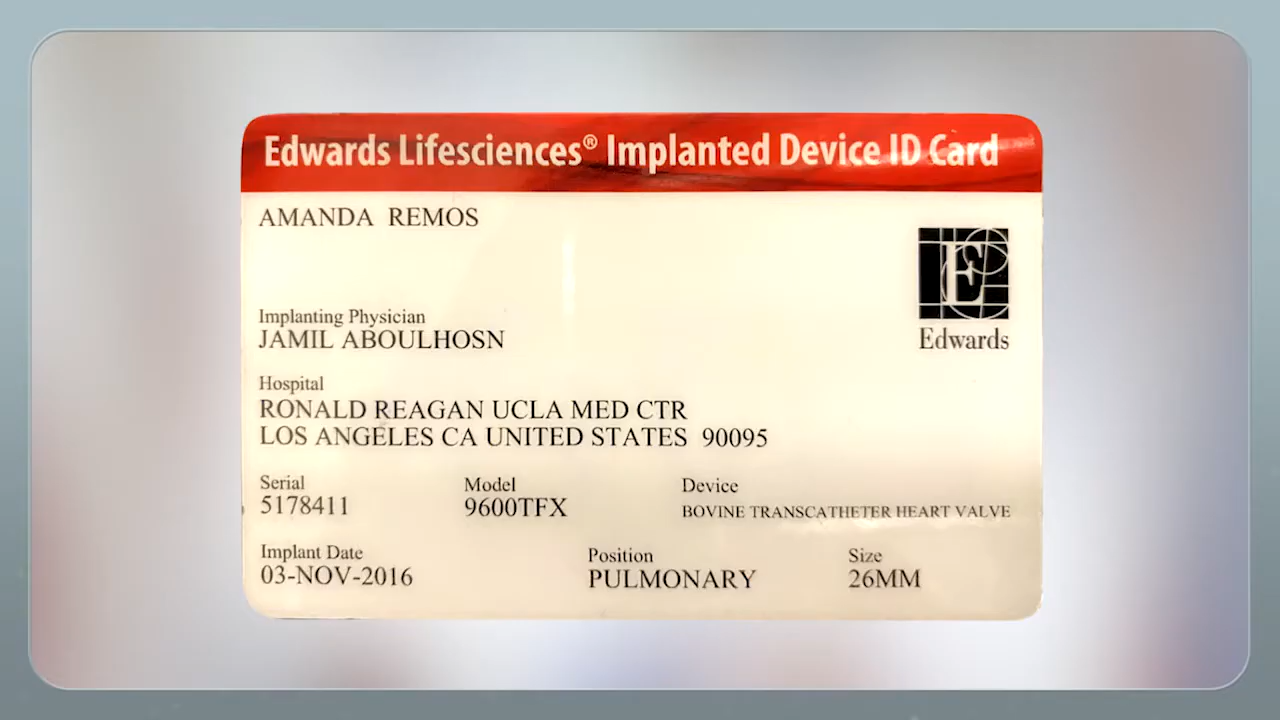 Edwards Lifesciences® Implanted Device ID Card
AMANDA REMOS
E
Edwards
Implanting Physician
JAMIL ABOULHOSN
Hospital
RONALD REAGAN UCLA MED CTR
LOS ANGELES CA UNITED STATES 90095
Serial Model Device
5178411 9600TFX BOVINE TRANSCATHETER HEART VALVE
Implant Date Position Size
03-NOV-2016 PULMONARY 26MM